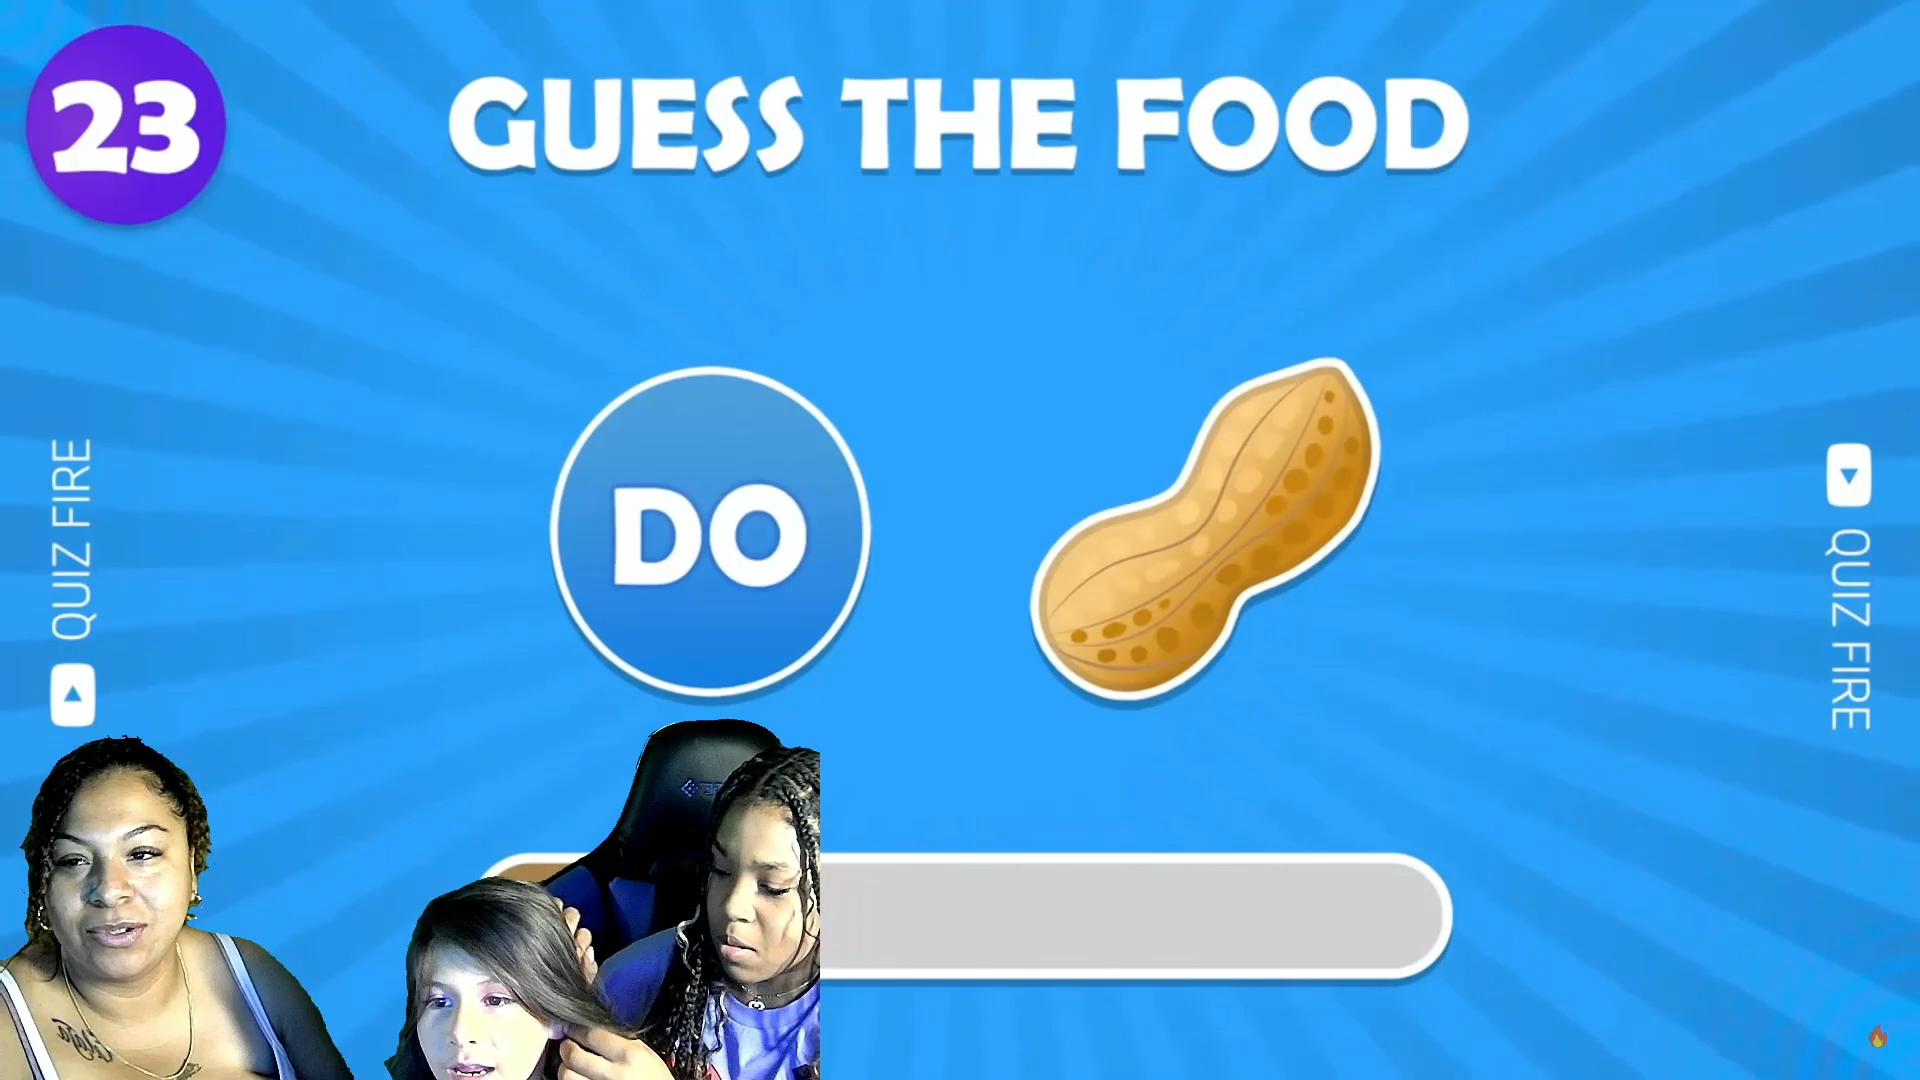 23
GUESS THE FOOD
DO
QUIZ FIRE
QUIZ FIRE